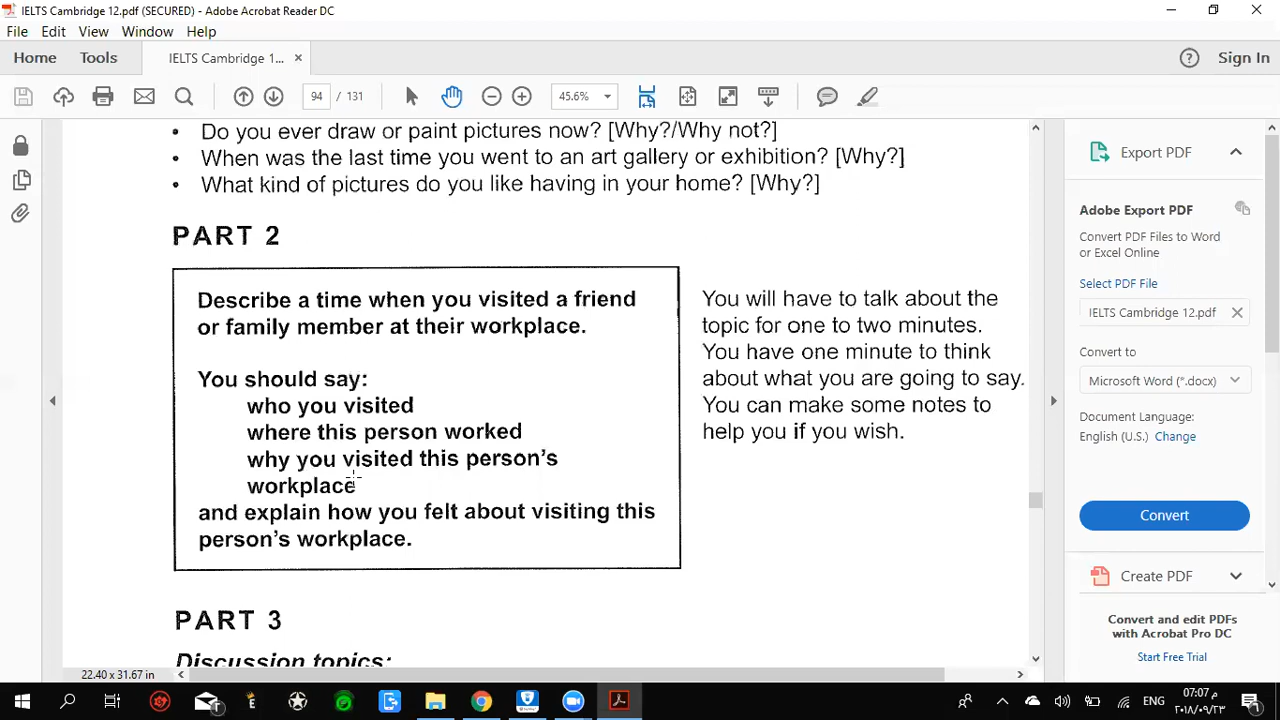 IELTS Cambridge 12.pdf (SECURED) - Adobe Acrobat Reader DC
File Edit View Window Help
Home Tools IELTS Cambridge 1... × Sign In
94 / 131 45.6%
• Do you ever draw or paint pictures now? [Why?/Why not?]
• When was the last time you went to an art gallery or exhibition? [Why?]
• What kind of pictures do you like having in your home? [Why?]
PART 2
Describe a time when you visited a friend
or family member at their workplace.
You should say:
who you visited
where this person worked
why you visited this person's
workplace
and explain how you felt about visiting this
person's workplace.
You will have to talk about the
topic for one to two minutes.
You have one minute to think
about what you are going to say.
You can make some notes to
help you if you wish.
PART 3
Discussion topics:
22.40 x 31.67 in
Export PDF
Adobe Export PDF
Convert PDF Files to Word
or Excel Online
Select PDF File
IELTS Cambridge 12.pdf
Convert to
Microsoft Word (*.docx)
Document Language:
English (U.S.) Change
Convert
Create PDF
Convert and edit PDFs
with Acrobat Pro DC
Start Free Trial
ENG
07:07 م
٢٠١٨/٠٩/٢٣